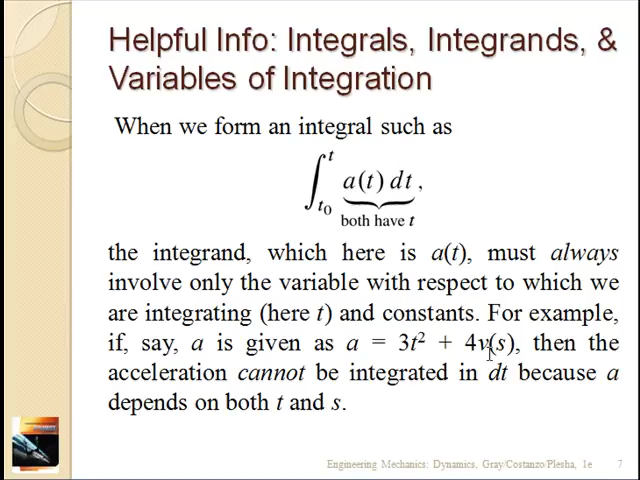 Helpful Info: Integrals, Integrands, &
Variables of Integration
When we form an integral such as
∫ₜ₀ᵗ a(t) dt,
both have t
the integrand, which here is a(t), must always
involve only the variable with respect to which we
are integrating (here t) and constants. For example,
if, say, a is given as a = 3t² + 4v(s), then the
acceleration cannot be integrated in dt because a
depends on both t and s.
Engineering Mechanics: Dynamics, Gray/Costanzo/Plesha, 1e 7